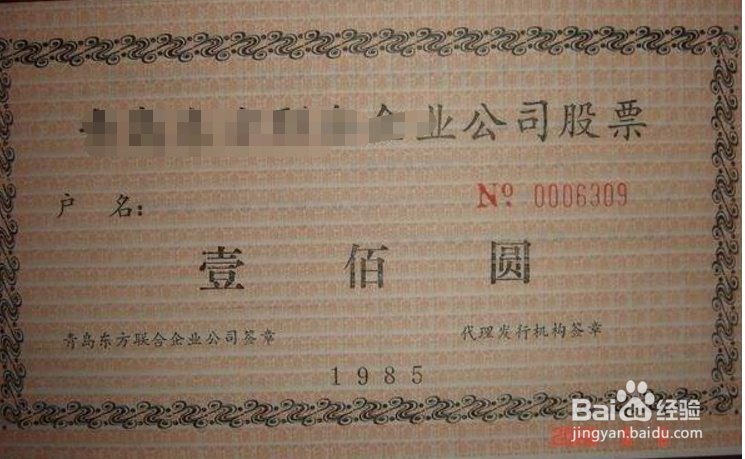 企业公司股票
户 名：
№ 0006309
壹 佰 圆
青岛东方联合企业公司签章
代理发行机构签章
1985
Baidu经验
jingyan.baidu.com